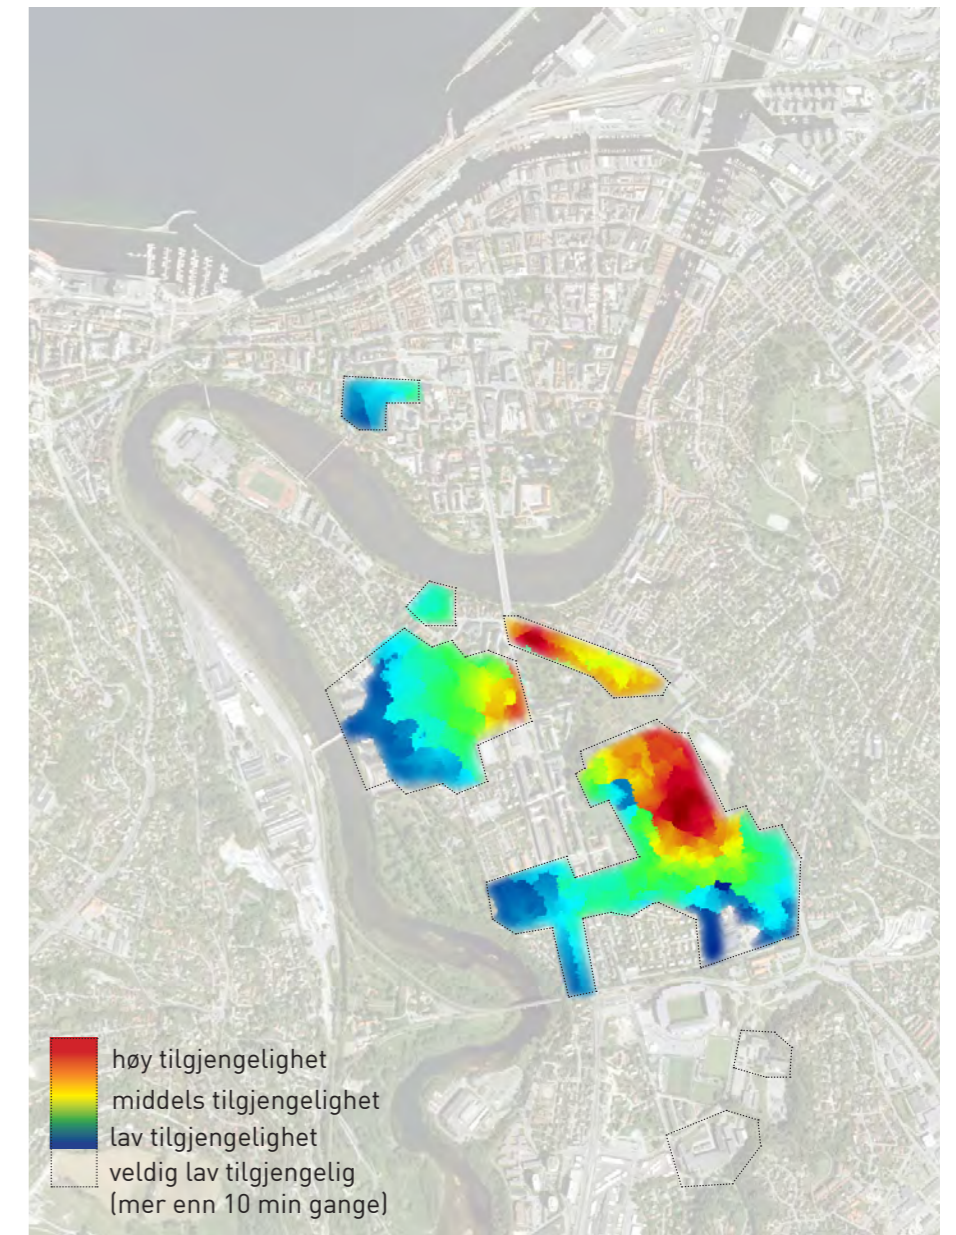 høy tilgjengelighet
middels tilgjengelighet
lav tilgjengelighet
veldig lav tilgjengelig
(mer enn 10 min gange)